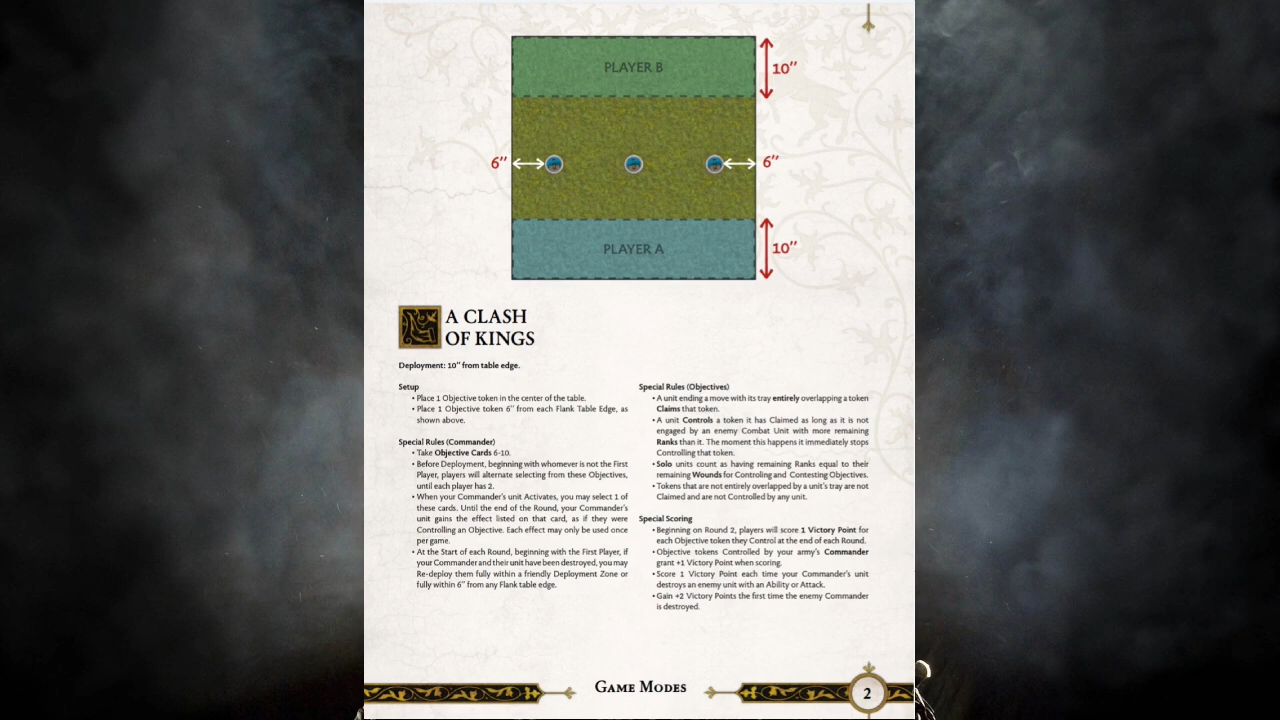 PLAYER B
10"
6"
6"
PLAYER A
10"
A CLASH
OF KINGS
Deployment: 10" from table edge.
Setup
• Place 1 Objective token in the center of the table.
• Place 1 Objective token 6" from each Flank Table Edge, as
shown above.
Special Rules (Commander)
• Take Objective Cards 6-10.
• Before Deployment, beginning with whomever is not the First
Player, players will alternate selecting from these Objectives,
until each player has 2.
• When your Commander's unit Activates, you may select 1 of
these cards. Until the end of the Round, your Commander's
unit gains the effect listed on that card, as if they were
Controlling an Objective. Each effect may only be used once
per game.
• At the Start of each Round, beginning with the First Player, if
your Commander and their unit have been destroyed, you may
Re-deploy them fully within a friendly Deployment Zone or
fully within 6" from any Flank table edge.
Special Rules (Objectives)
• A unit ending a move with its tray entirely overlapping a token
Claims that token.
• A unit Controls a token it has Claimed as long as it is not
engaged by an enemy Combat Unit with more remaining
Ranks than it. The moment this happens it immediately stops
Controlling that token.
• Solo units count as having remaining Ranks equal to their
remaining Wounds for Controling and Contesting Objectives.
• Tokens that are not entirely overlapped by a unit's tray are not
Claimed and are not Controlled by any unit.
Special Scoring
• Beginning on Round 2, players will score 1 Victory Point for
each Objective token they Control at the end of each Round.
• Objective tokens Controlled by your army's Commander
grant +1 Victory Point when scoring.
• Score 1 Victory Point each time your Commander's unit
destroys an enemy unit with an Ability or Attack.
• Gain +2 Victory Points the first time the enemy Commander
is destroyed.
GAME MODES
2